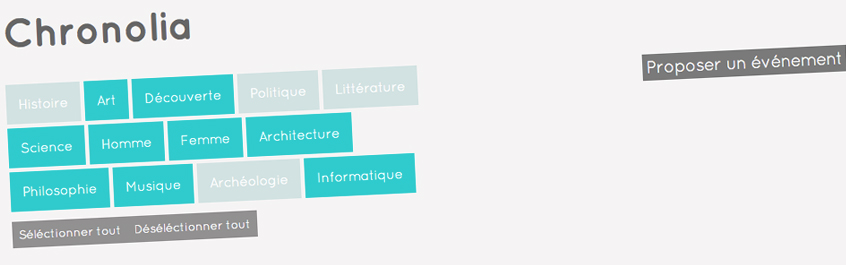 Chronolia
Proposer un événement
Histoire Art Découverte Politique Littérature
Science Homme Femme Architecture
Philosophie Musique Archéologie Informatique
Séléctionner tout Déséléctionner tout